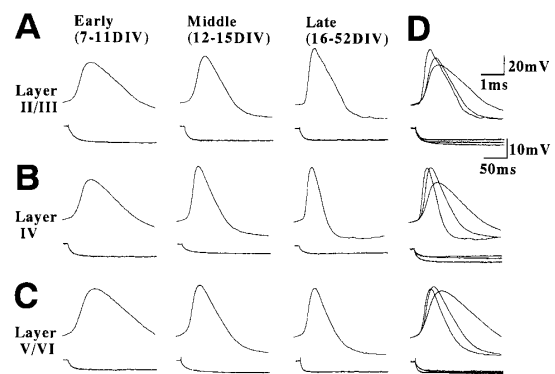 A
Early
(7-11DIV)
Middle
(12-15DIV)
Late
(16-52DIV)
D
Layer
II/III
20mV
1ms
10mV
50ms
B
Layer
IV
C
Layer
V/VI